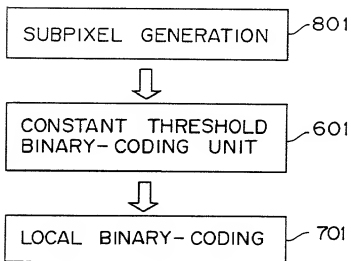 SUBPIXEL GENERATION
801
CONSTANT THRESHOLD
BINARY-CODING UNIT
601
LOCAL BINARY-CODING
701